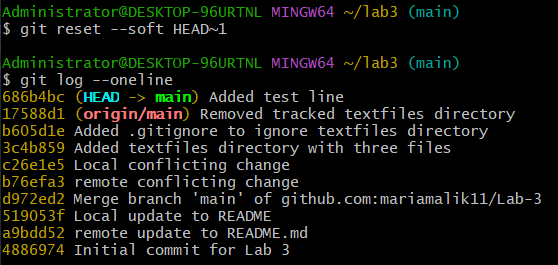 Administrator@DESKTOP-96URTNL MINGW64 ~/lab3 (main)
$ git reset --soft HEAD~1
Administrator@DESKTOP-96URTNL MINGW64 ~/lab3 (main)
$ git log --oneline
686b4bc (HEAD -> main) Added test line
17588d1 (origin/main) Removed tracked textfiles directory
b605d1e Added .gitignore to ignore textfiles directory
3c4b859 Added textfiles directory with three files
c26e1e5 Local conflicting change
b76efa3 remote conflicting change
d972ed2 Merge branch 'main' of github.com:mariamalik11/Lab-3
519053f Local update to README
a9bdd52 remote update to README.md
4886974 Initial commit for Lab 3